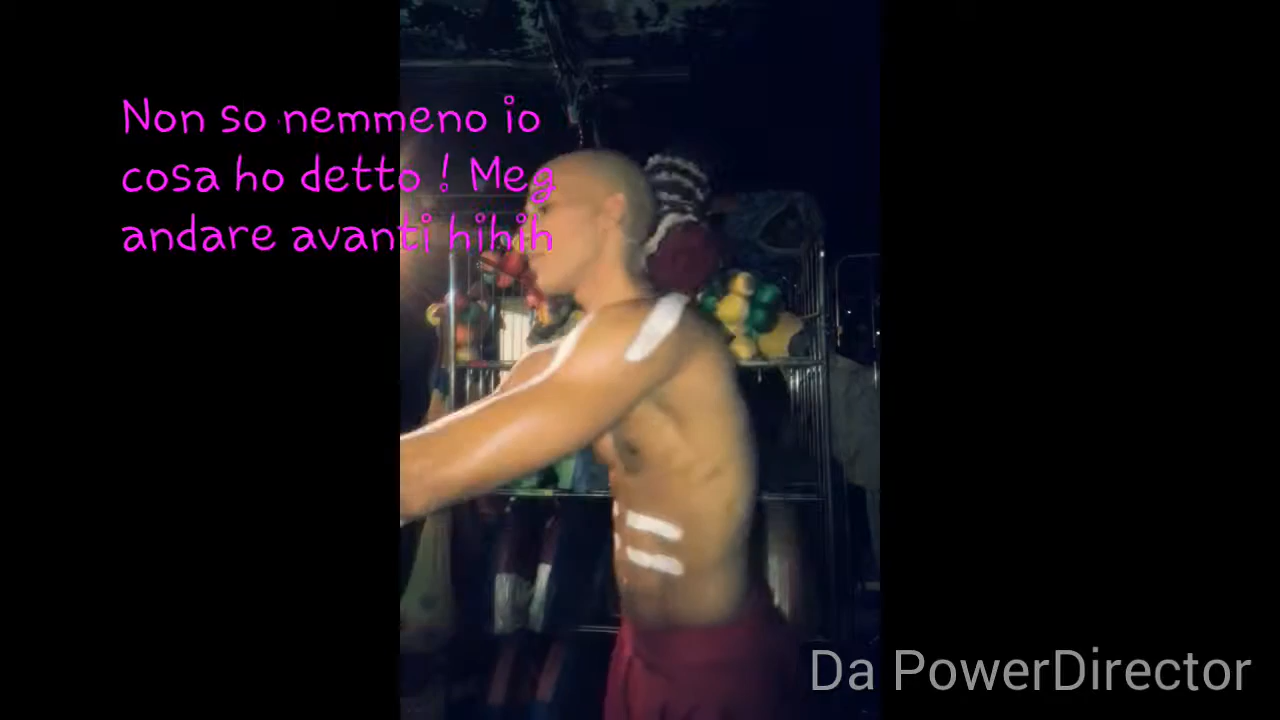 Non so nemmeno io
cosa ho detto ! Meg
andare avanti hihih
Da PowerDirector